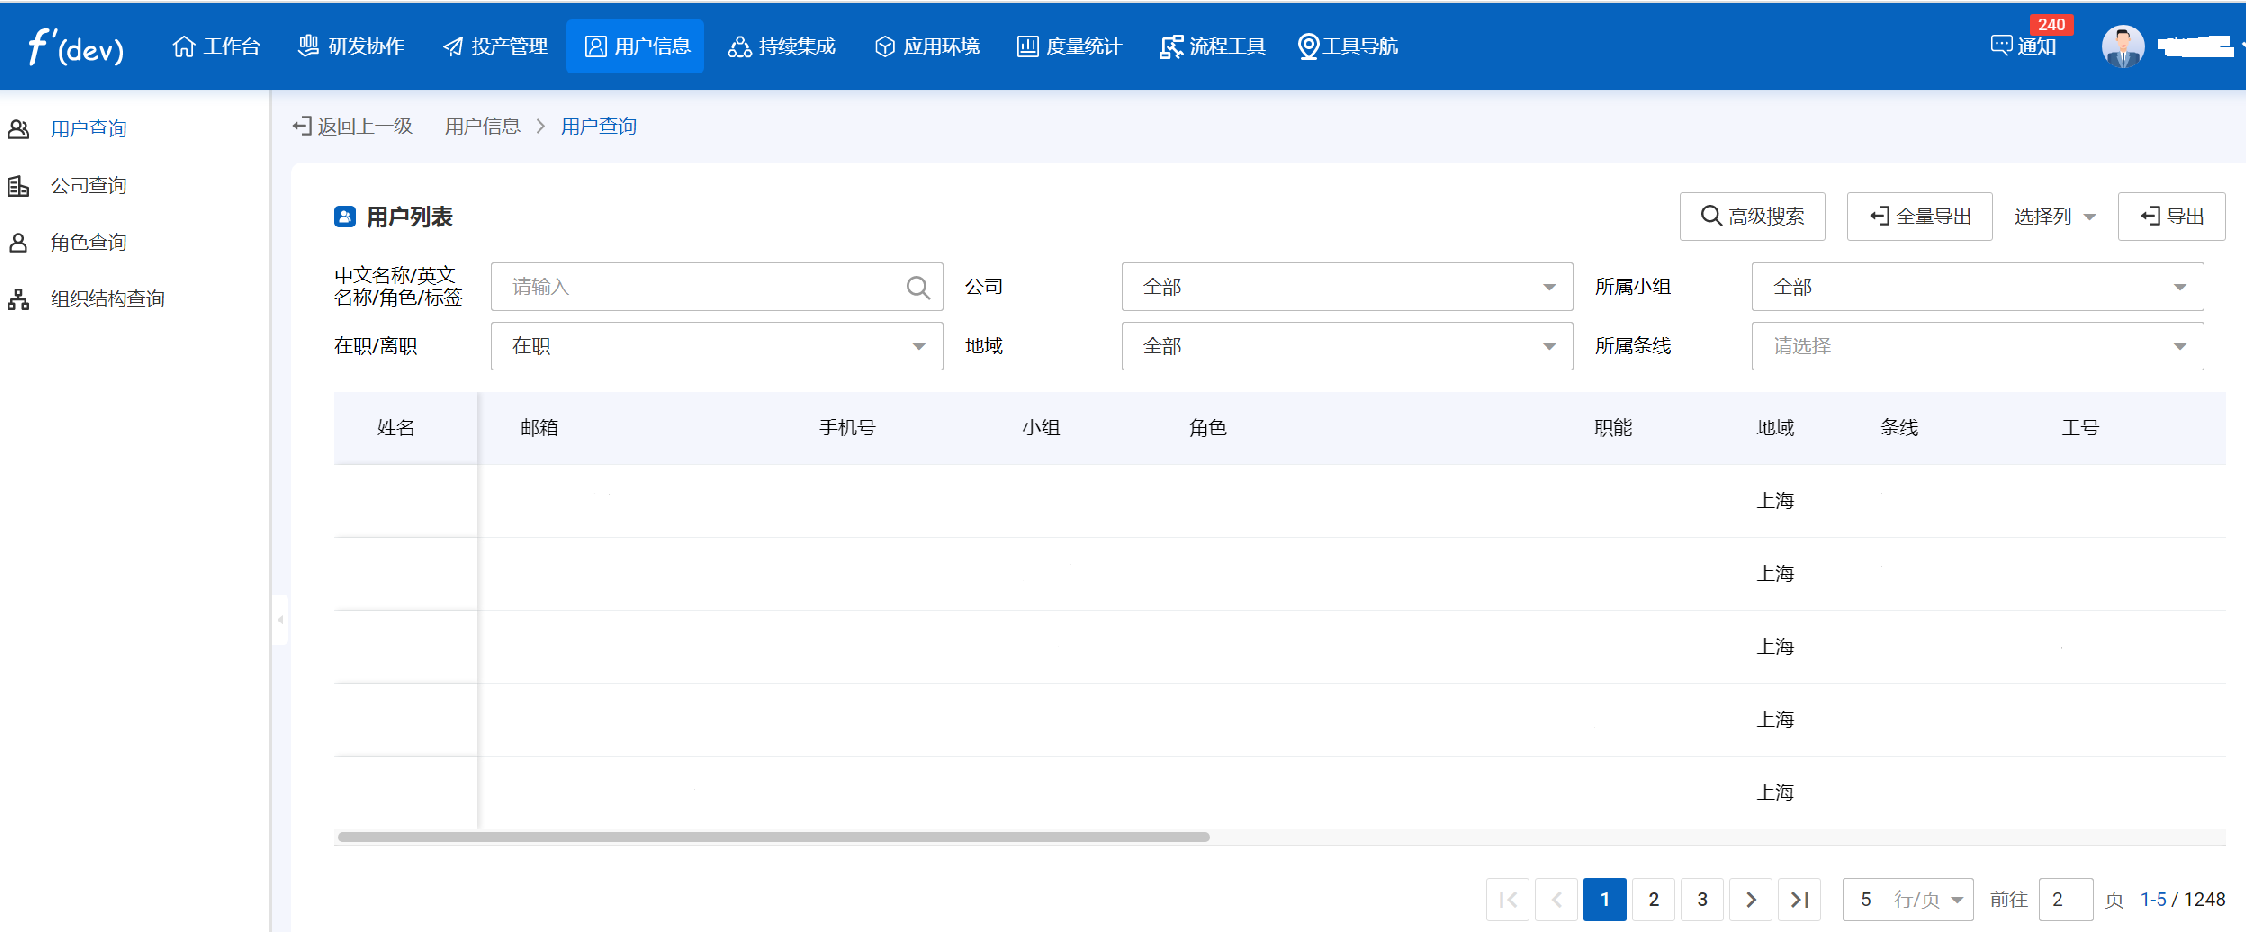 f'(dev) 工作台 研发协作 投产管理 用户信息 持续集成 应用环境 度量统计 流程工具 工具导航 通知 240
用户查询
公司查询
角色查询
组织结构查询
返回上一级 用户信息 > 用户查询
用户列表 高级搜索 全量导出 选择列 导出
中文名称/英文
名称/角色/标签 请输入 公司 全部 所属小组 全部
在职/离职 在职 地域 全部 所属条线 请选择
姓名 邮箱 手机号 小组 角色 职能 地域 条线 工号
上海
上海
上海
上海
上海
1 2 3 5 行/页 前往 2 页 1-5 / 1248